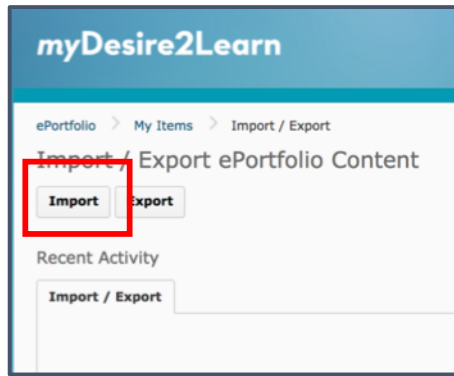 myDesire2Learn
ePortfolio > My Items > Import / Export
Import / Export ePortfolio Content
Import Export
Recent Activity
Import / Export